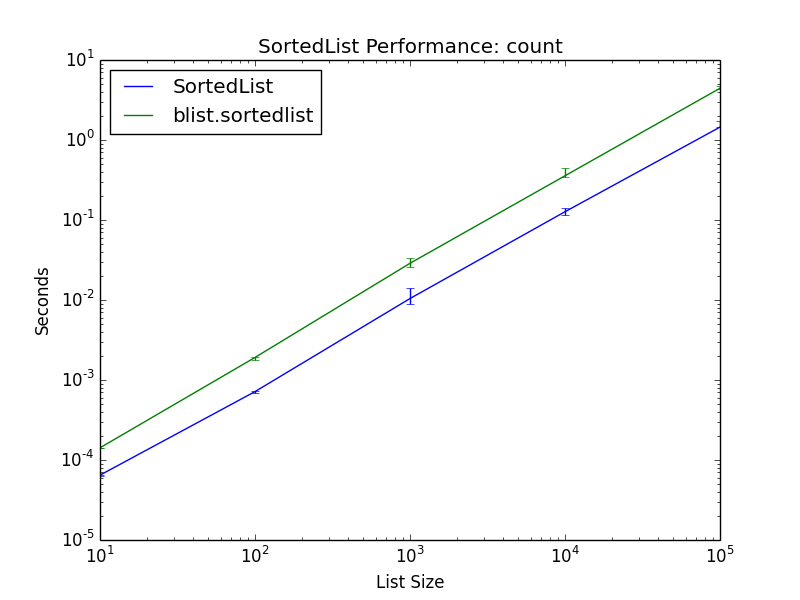 SortedList Performance: count
SortedList
blist.sortedlist
10^1
10^0
10^-1
10^-2
10^-3
10^-4
10^-5
Seconds
10^1 10^2 10^3 10^4 10^5
List Size